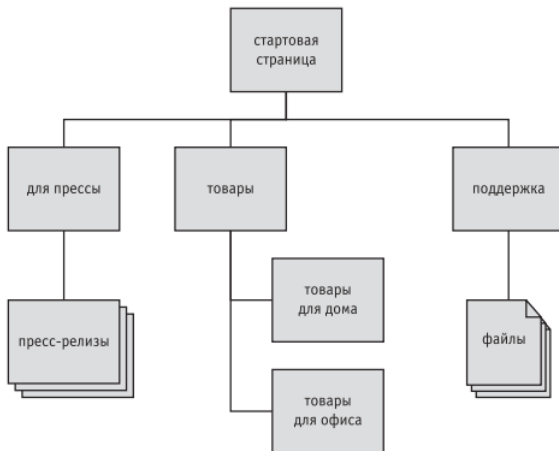 стартовая
страница
для прессы
товары
поддержка
товары
для дома
пресс-релизы
файлы
товары
для офиса